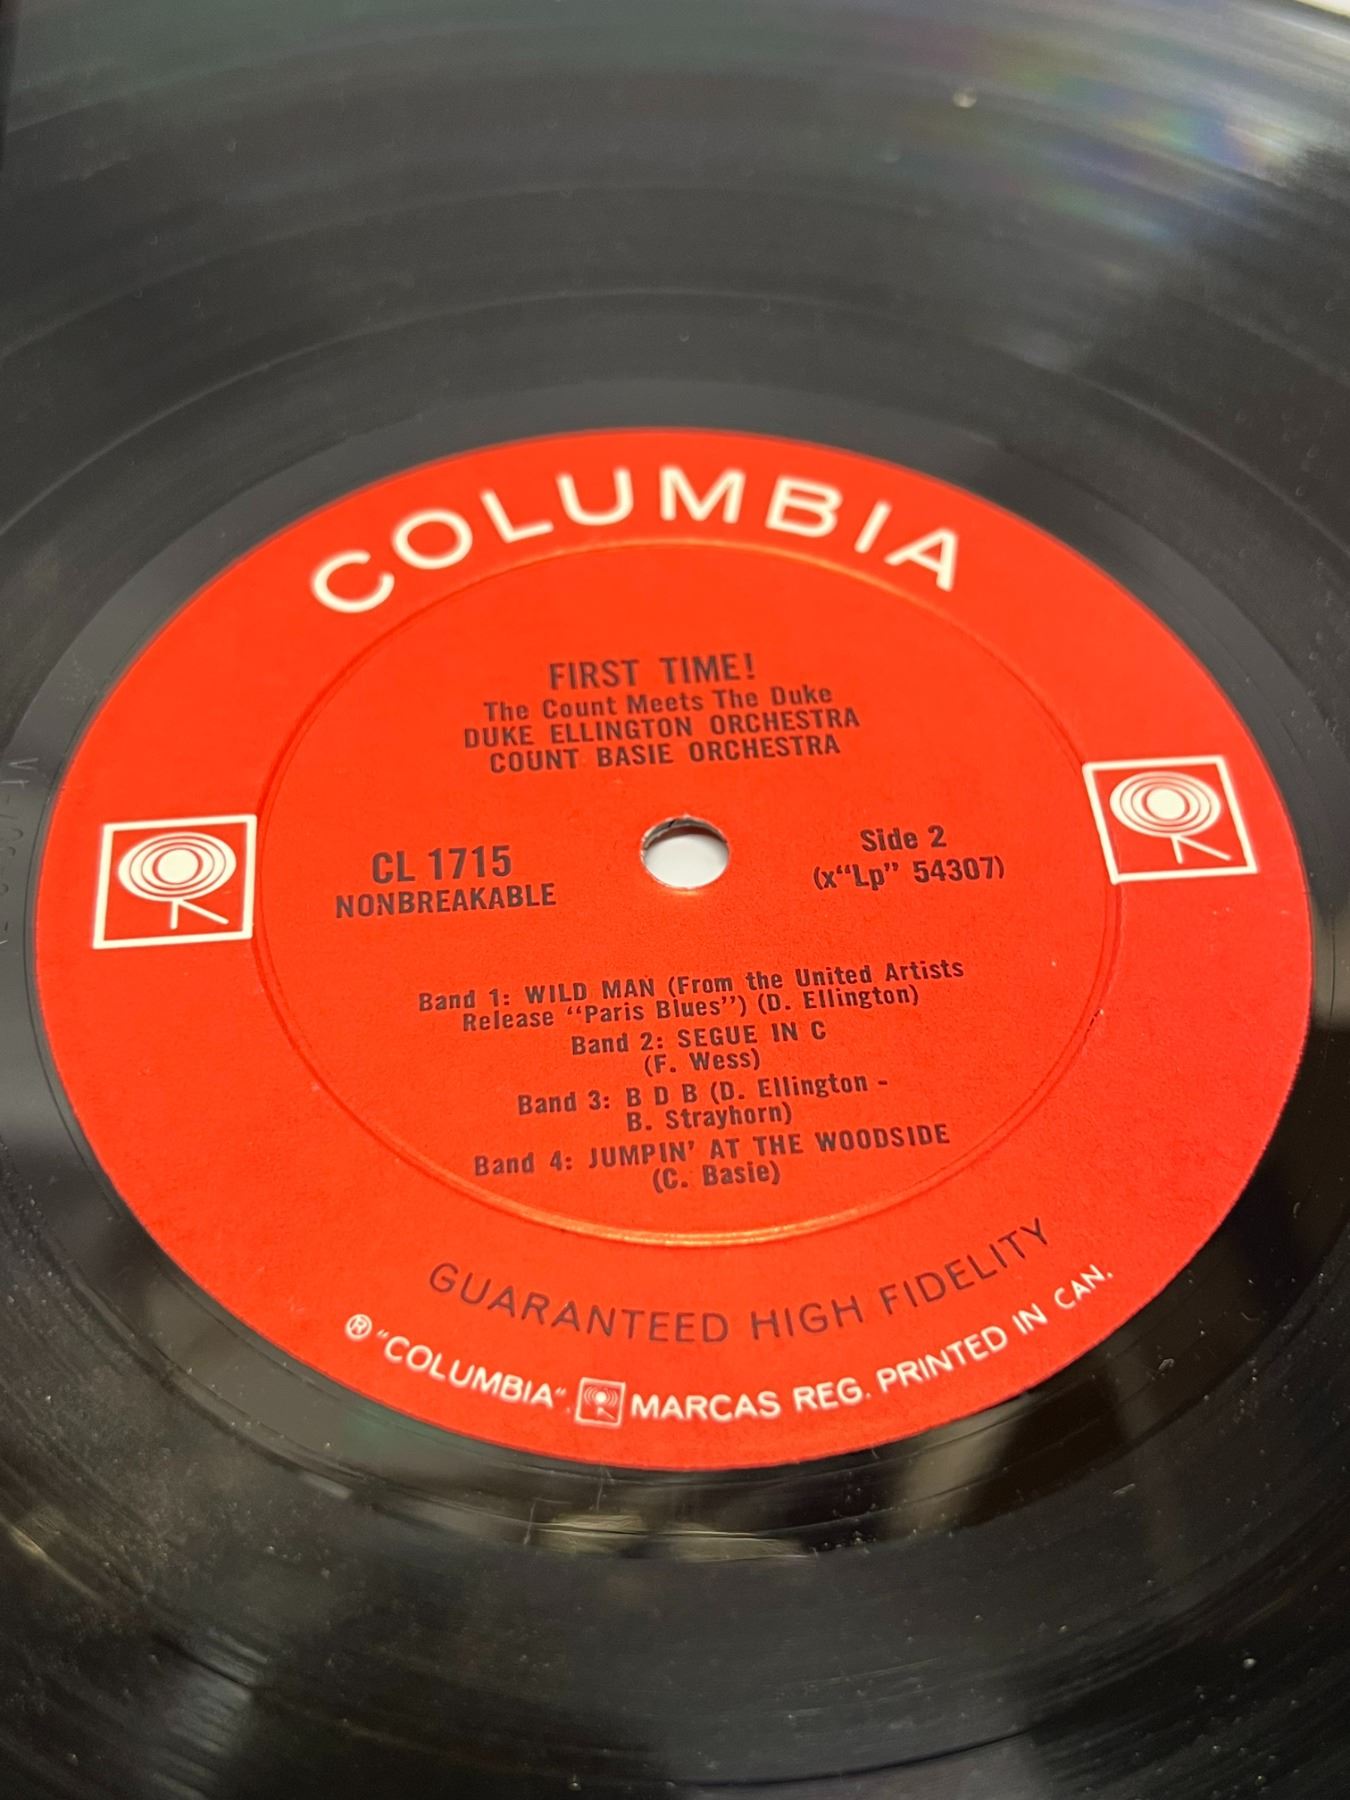 COLUMBIA
FIRST TIME!
The Count Meets The Duke
DUKE ELLINGTON ORCHESTRA
COUNT BASIE ORCHESTRA
CL 1715
NONBREAKABLE
Side 2
(x“Lp” 54307)
Band 1: WILD MAN (From the United Artists
Release “Paris Blues”) (D. Ellington)
Band 2: SEGUE IN C
(F. Wess)
Band 3: B D B (D. Ellington -
B. Strayhorn)
Band 4: JUMPIN’ AT THE WOODSIDE
(C. Basie)
GUARANTEED HIGH FIDELITY
® “COLUMBIA”. MARCAS REG. PRINTED IN CAN.